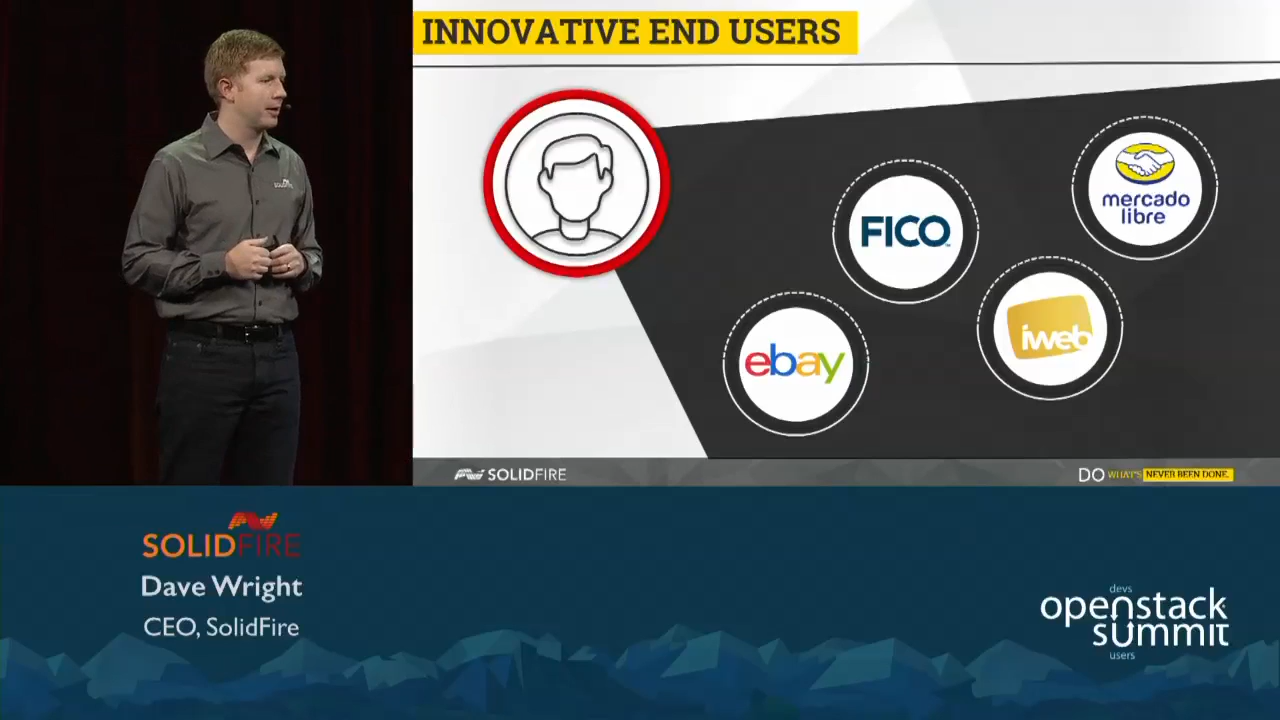 INNOVATIVE END USERS
mercado
libre
FICO
iweb
ebay
SOLIDFIRE
DO WHAT'S NEVER BEEN DONE.
SOLIDFIRE
SOLIDFIRE
Dave Wright
CEO, SolidFire
devs
openstack
summit
users